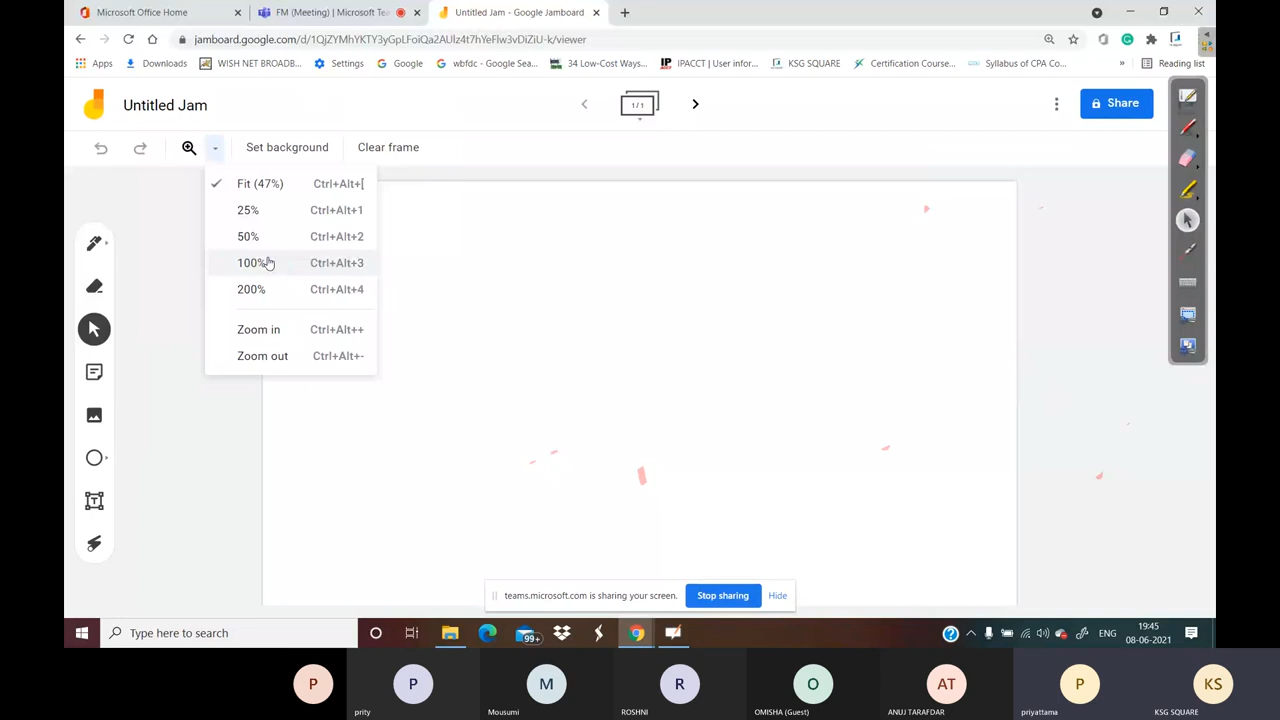 Microsoft Office Home
FM (Meeting) | Microsoft Tea
Untitled Jam - Google Jamboard
jamboard.google.com/d/1QjZYMhYKTY3yGpLFoiQa2AUlz4t7hYeFlw3vDiZiU-k/viewer
Apps
Downloads
WISH NET BROADB...
Settings
Google
wbfdc - Google Sea...
34 Low-Cost Ways...
IPACCT | User infor...
KSG SQUARE
Certification Course...
Syllabus of CPA Co...
»
Reading list
Untitled Jam
1/1
Share
Set background
Clear frame
Fit (47%) Ctrl+Alt+[
25% Ctrl+Alt+1
50% Ctrl+Alt+2
100% Ctrl+Alt+3
200% Ctrl+Alt+4
Zoom in Ctrl+Alt++
Zoom out Ctrl+Alt+-
teams.microsoft.com is sharing your screen.
Stop sharing
Hide
Type here to search
99+
ENG
19:45
08-06-2021
P
P
M
R
O
AT
P
KS
prity
Mousumi
ROSHNI
OMISHA (Guest)
ANUJ TARAFDAR
priyattama
KSG SQUARE